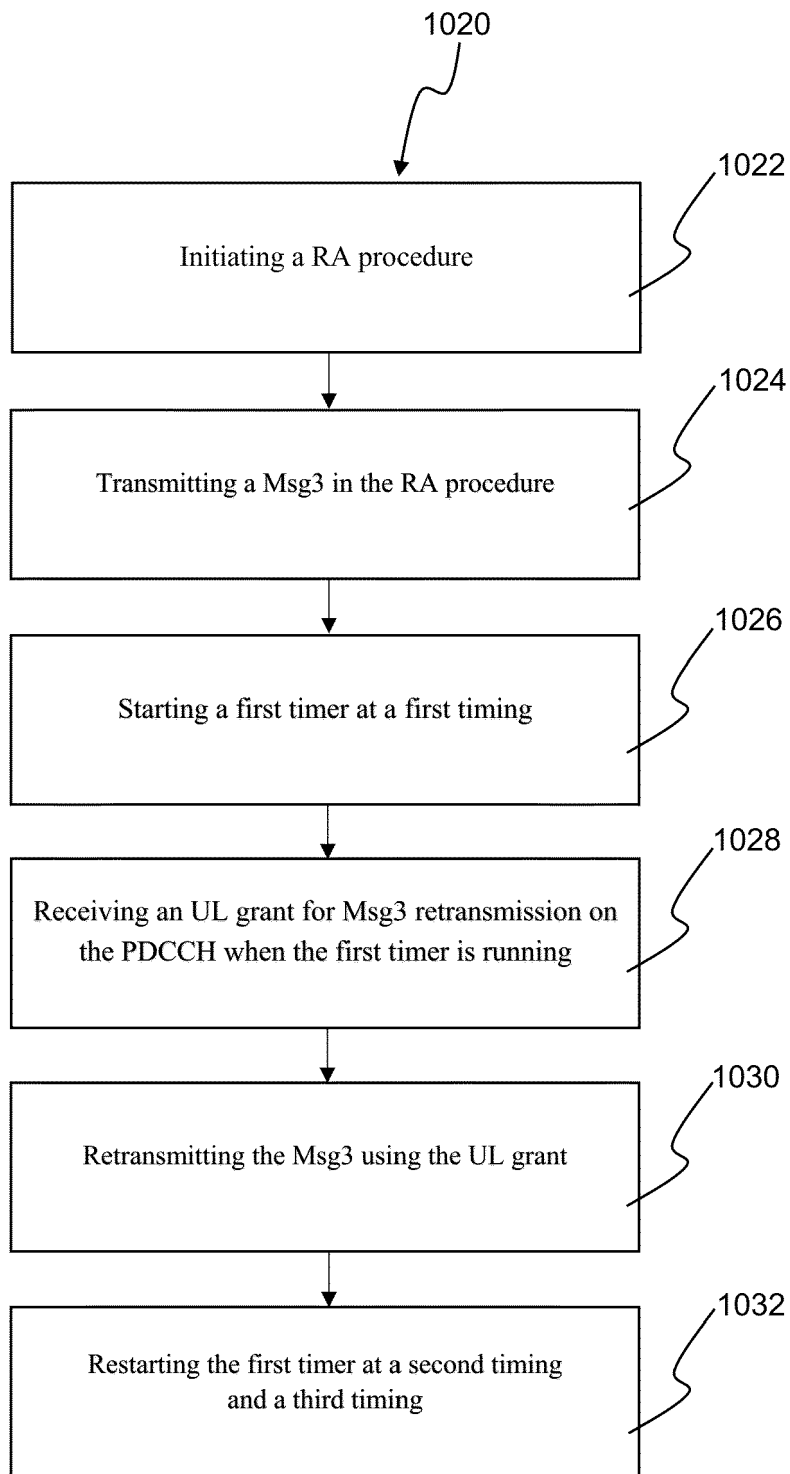 1020
1022
Initiating a RA procedure
1024
Transmitting a Msg3 in the RA procedure
1026
Starting a first timer at a first timing
1028
Receiving an UL grant for Msg3 retransmission on
the PDCCH when the first timer is running
1030
Retransmitting the Msg3 using the UL grant
1032
Restarting the first timer at a second timing
and a third timing